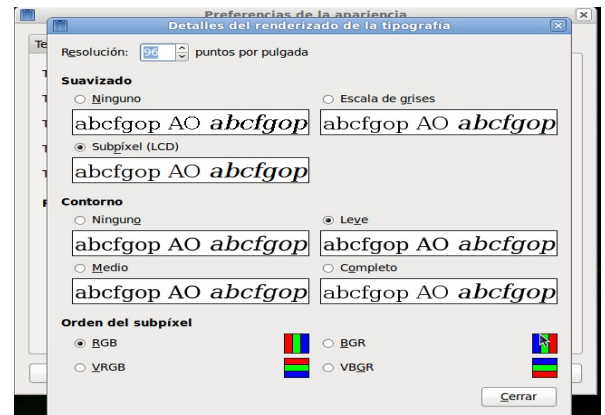 Preferencias de la apariencia
Detalles del renderizado de la tipografía
Te
Resolución: 96 puntos por pulgada
Suavizado
Ninguno
Escala de grises
abcfgop AO abcfgop
abcfgop AO abcfgop
Subpíxel (LCD)
abcfgop AO abcfgop
Contorno
Ninguno
Leve
abcfgop AO abcfgop
abcfgop AO abcfgop
Medio
Completo
abcfgop AO abcfgop
abcfgop AO abcfgop
Orden del subpíxel
RGB
BGR
VRGB
VBGR
Cerrar